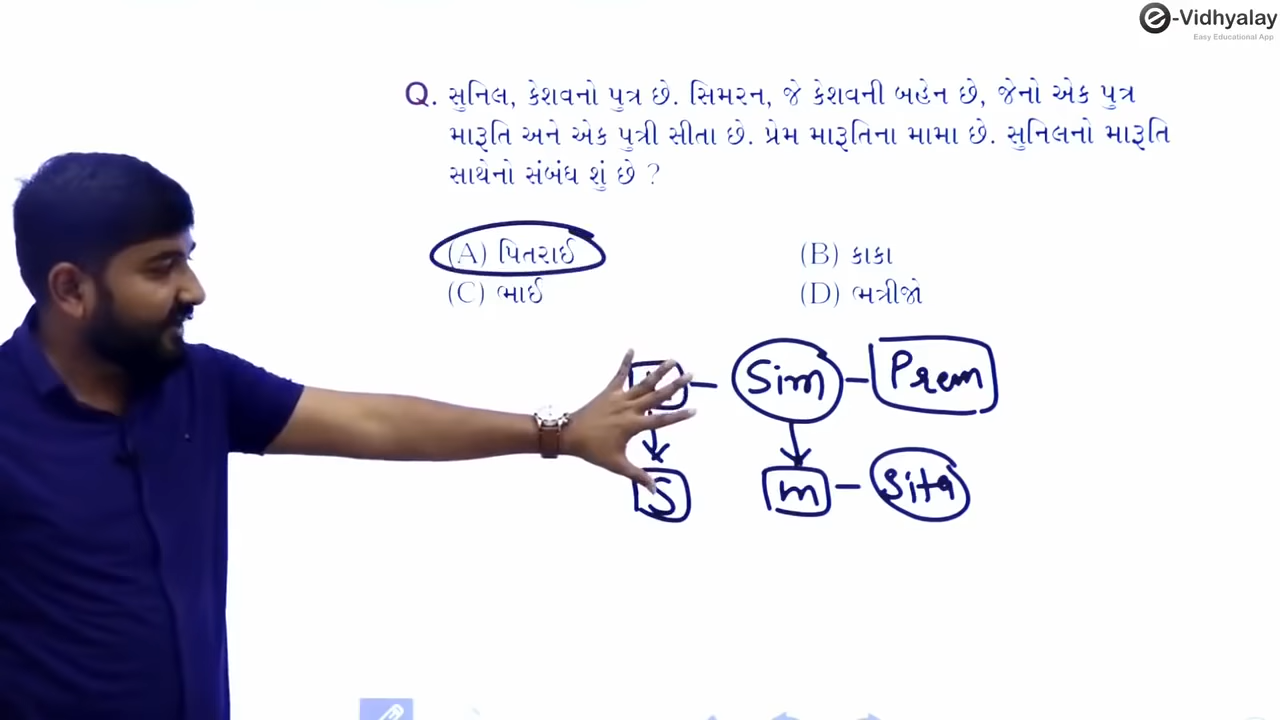 e-Vidhyalay
Easy Educational App
Q. સુનિલ, કેશવનો પુત્ર છે. સિમરન, જે કેશવની બહેન છે, જેનો એક પુત્ર
મારૂતિ અને એક પુત્રી સીતા છે. પ્રેમ મારૂતિના મામા છે. સુનિલનો મારૂતિ
સાથેનો સંબંધ શું છે ?
(A) પિતરાઈ
(B) કાકા
(C) ભાઈ
(D) ભત્રીજો
Sim
Prem
S
m
Sita